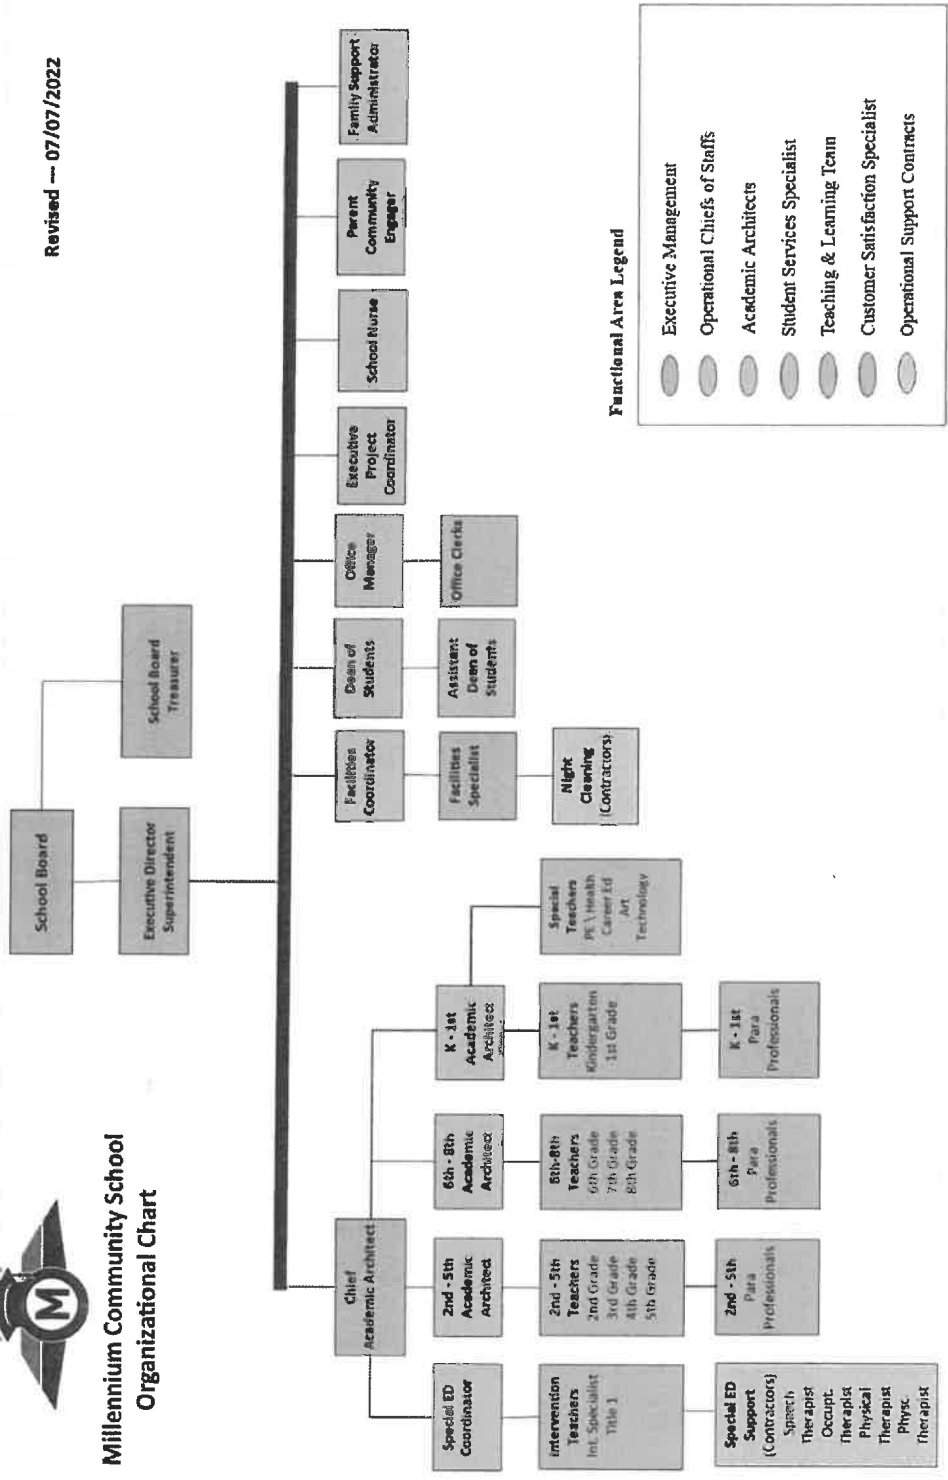 Revised --- 07/07/2022
M
Millennium Community School
Organizational Chart
School Board
Executive Director
Superintendent
School Board
Treasurer
Chief
Academic Architect
Facilities
Coordinator
Dean of
Students
Office
Manager
Executive
Project
Coordinator
School Nurse
Parent
Community
Engager
Family Support
Administrator
Facilities
Specialist
Assistant
Dean of
Students
Office Clerks
Night
Cleaning
(Contractors)
Special ED
Coordinator
2nd - 5th
Academic
Architect
6th - 8th
Academic
Architect
K - 1st
Academic
Architect
Intervention
Teachers
Int. Specialist
Title 1
2nd - 5th
Teachers
2nd Grade
3rd Grade
4th Grade
5th Grade
6th-8th
Teachers
6th Grade
7th Grade
8th Grade
K - 1st
Teachers
Kindergarten
1st Grade
Special
Teachers
PE \ Health
Career Ed
Art
Technology
Special ED
Support
(Contractors)
Speech
Therapist
Occupt.
Therapist
Physical
Therapist
Physc.
Therapist
2nd - 5th
Para
Professionals
6th - 8th
Para
Professionals
K - 1st
Para
Professionals
Functional Area Legend
Executive Management
Operational Chiefs of Staffs
Academic Architects
Student Services Specialist
Teaching & Learning Team
Customer Satisfaction Specialist
Operational Support Contracts